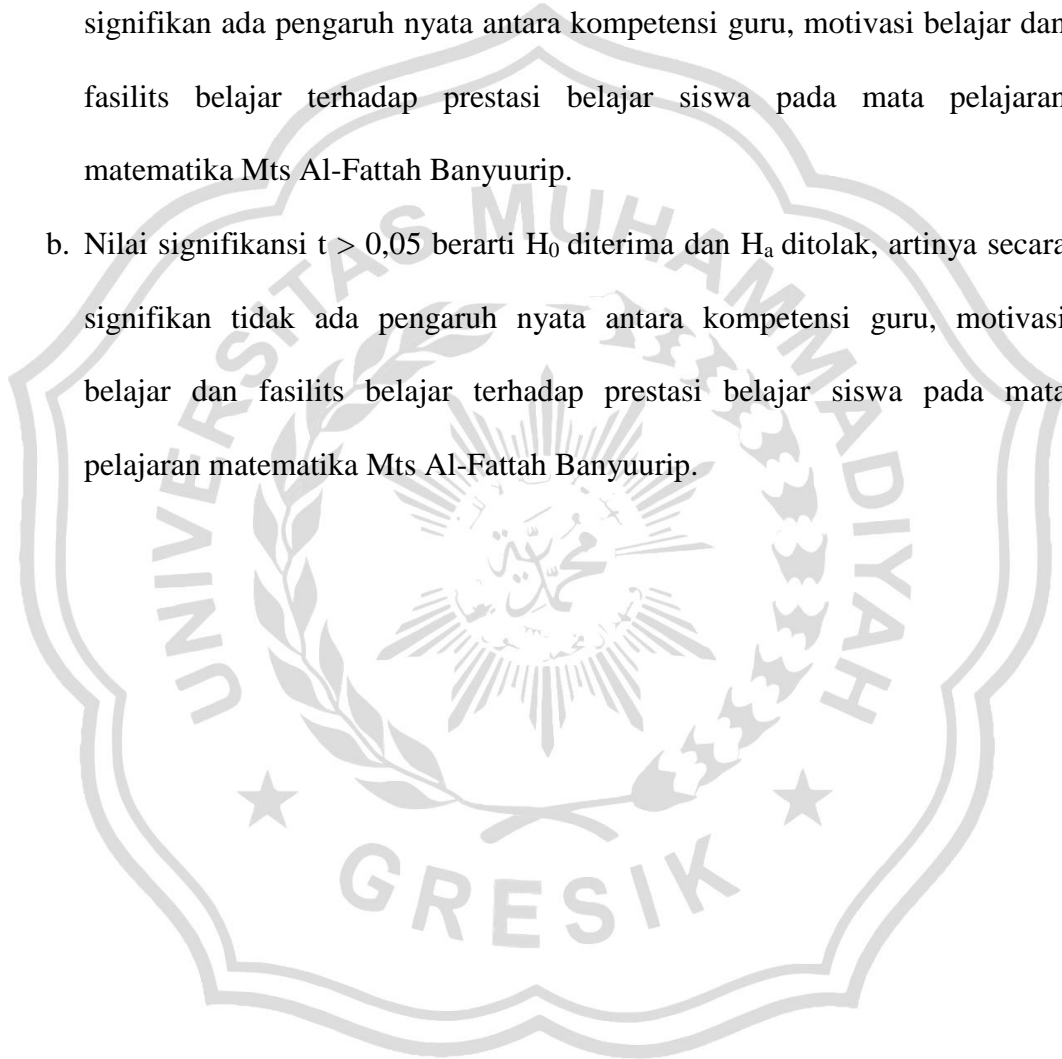 signifikan ada pengaruh nyata antara kompetensi guru, motivasi belajar dan
fasilits belajar terhadap prestasi belajar siswa pada mata pelajaran
matematika Mts Al-Fattah Banyuurip.
b. Nilai signifikansi t > 0,05 berarti H₀ diterima dan Hₐ ditolak, artinya secara
signifikan tidak ada pengaruh nyata antara kompetensi guru, motivasi
belajar dan fasilits belajar terhadap prestasi belajar siswa pada mata
pelajaran matematika Mts Al-Fattah Banyuurip.
UNIVERSITAS MUHAMMADIYAH
GRESIK